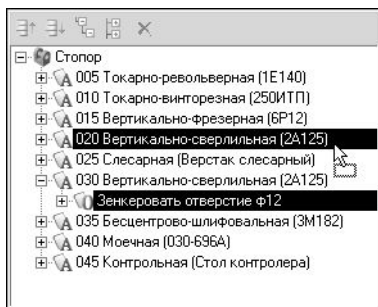 Стопор
005 Токарно-револьверная (1Е140)
010 Токарно-винторезная (250ИТП)
015 Вертикально-фрезерная (6Р12)
020 Вертикально-сверлильная (2А125)
025 Слесарная (Верстак слесарный)
030 Вертикально-сверлильная (2А125)
Зенкеровать отверстие ф12
035 Бесцентрово-шлифовальная (3М182)
040 Моечная (030-696А)
045 Контрольная (Стол контролера)